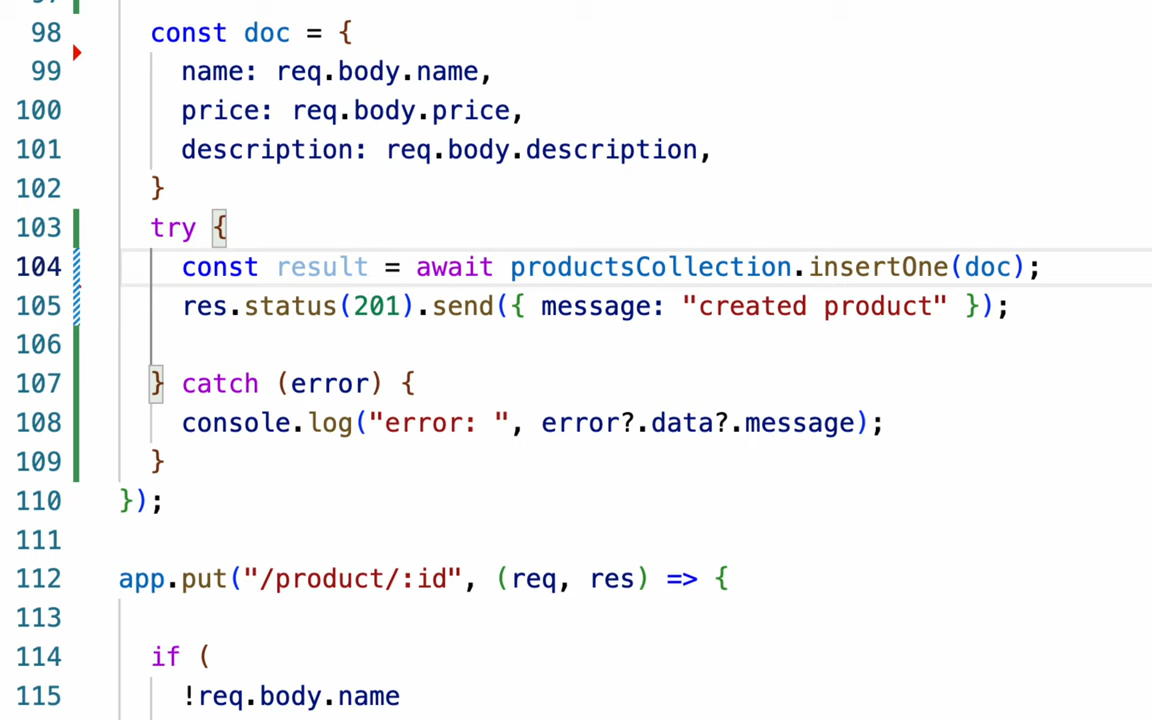 98 const doc = {
99 name: req.body.name,
100 price: req.body.price,
101 description: req.body.description,
102 }
103 try {
104 const result = await productsCollection.insertOne(doc);
105 res.status(201).send({ message: "created product" });
106
107 } catch (error) {
108 console.log("error: ", error?.data?.message);
109 }
110 });
111
112 app.put("/product/:id", (req, res) => {
113
114 if (
115 !req.body.name